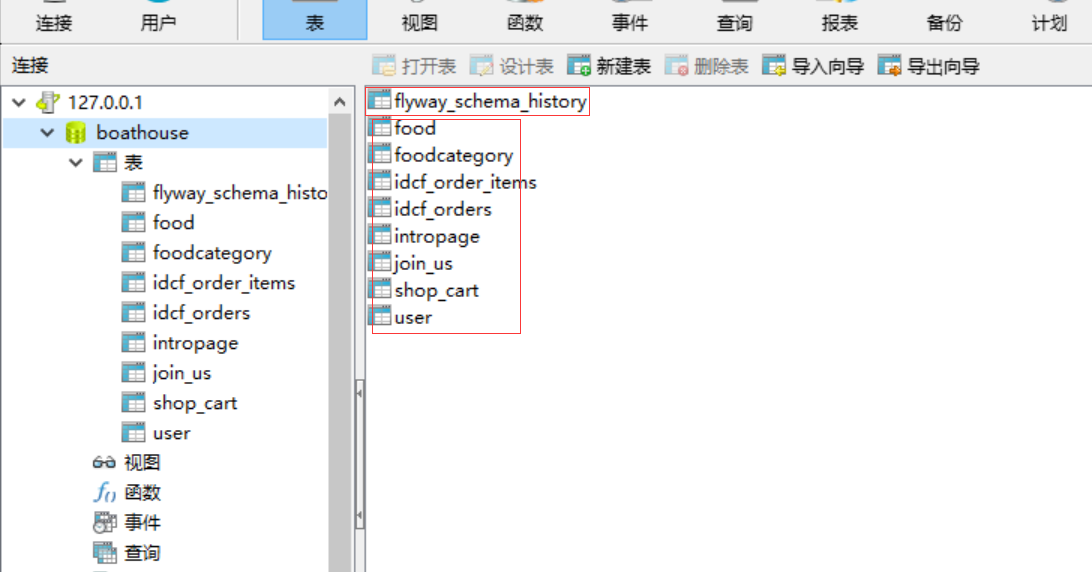 连接 用户 表 视图 函数 事件 查询 报表 备份 计划
连接
打开表 设计表 新建表 删除表 导入向导 导出向导
127.0.0.1
boathouse
表
flyway_schema_histo
food
foodcategory
idcf_order_items
idcf_orders
intropage
join_us
shop_cart
user
视图
函数
事件
查询
flyway_schema_history
food
foodcategory
idcf_order_items
idcf_orders
intropage
join_us
shop_cart
user